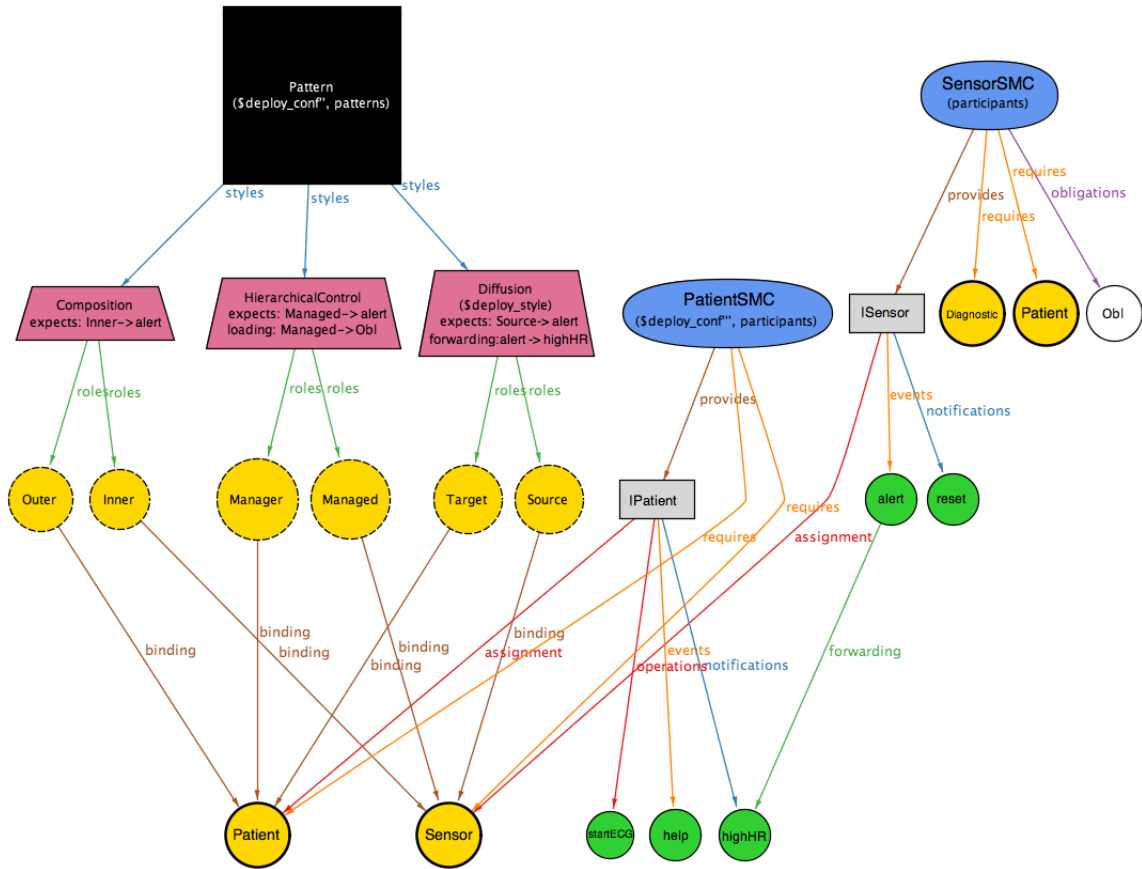 Pattern
($deploy_conf", patterns)
SensorSMC
(participants)
styles
styles
styles
provides
requires
requires
obligations
Composition
expects: Inner->alert
HierarchicalControl
expects: Managed->alert
loading: Managed->Obl
Diffusion
($deploy_style)
expects: Source->alert
forwarding:alert->highHR
PatientSMC
($deploy_conf''', participants)
ISensor
Diagnostic
Patient
Obl
roles
roles
roles
roles
roles
roles
provides
events
notifications
Outer
Inner
Manager
Managed
Target
Source
IPatient
alert
reset
requires
requires
assignment
binding
binding
binding
binding
binding
binding
assignment
events
operations
notifications
forwarding
Patient
Sensor
startECG
help
highHR